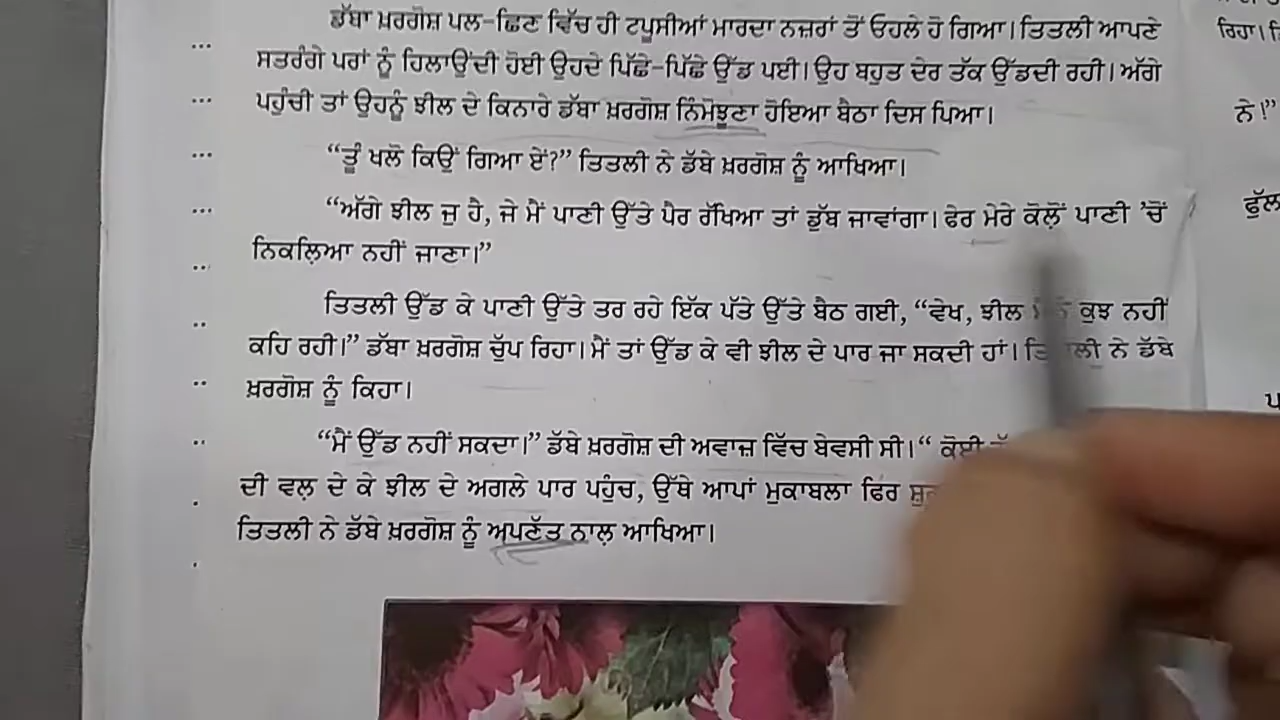 ਡੱਬਾ ਖ਼ਰਗੋਸ਼ ਪਲ-ਛਿਣ ਵਿੱਚ ਹੀ ਟਪੂਸੀਆਂ ਮਾਰਦਾ ਨਜ਼ਰਾਂ ਤੋਂ ਓਹਲੇ ਹੋ ਗਿਆ। ਤਿਤਲੀ ਆਪਣੇ
ਸਤਰੰਗੇ ਪਰਾਂ ਨੂੰ ਹਿਲਾਉਂਦੀ ਹੋਈ ਉਹਦੇ ਪਿੱਛੇ-ਪਿੱਛੇ ਉੱਡ ਪਈ। ਉਹ ਬਹੁਤ ਦੇਰ ਤੱਕ ਉੱਡਦੀ ਰਹੀ। ਅੱਗੇ
ਪਹੁੰਚੀ ਤਾਂ ਉਹਨੂੰ ਝੀਲ ਦੇ ਕਿਨਾਰੇ ਡੱਬਾ ਖ਼ਰਗੋਸ਼ ਨਿੰਮੋਝੂਣਾ ਹੋਇਆ ਬੈਠਾ ਦਿਸ ਪਿਆ।
“ਤੂੰ ਖਲੋ ਕਿਉਂ ਗਿਆ ਏਂ?” ਤਿਤਲੀ ਨੇ ਡੱਬੇ ਖ਼ਰਗੋਸ਼ ਨੂੰ ਆਖਿਆ।
“ਅੱਗੇ ਝੀਲ ਜੁ ਹੈ, ਜੇ ਮੈਂ ਪਾਣੀ ਉੱਤੇ ਪੈਰ ਰੱਖਿਆ ਤਾਂ ਡੁੱਬ ਜਾਵਾਂਗਾ। ਫੇਰ ਮੇਰੇ ਕੋਲ਼ੋਂ ਪਾਣੀ ’ਚੋਂ
ਨਿਕਲ਼ਿਆ ਨਹੀਂ ਜਾਣਾ।”
ਤਿਤਲੀ ਉੱਡ ਕੇ ਪਾਣੀ ਉੱਤੇ ਤਰ ਰਹੇ ਇੱਕ ਪੱਤੇ ਉੱਤੇ ਬੈਠ ਗਈ, “ਵੇਖ, ਝੀਲ ਕੁਝ ਨਹੀਂ
ਕਹਿ ਰਹੀ।” ਡੱਬਾ ਖ਼ਰਗੋਸ਼ ਚੁੱਪ ਰਿਹਾ। ਮੈਂ ਤਾਂ ਉੱਡ ਕੇ ਵੀ ਝੀਲ ਦੇ ਪਾਰ ਜਾ ਸਕਦੀ ਹਾਂ। ਨੇ ਡੱਬੇ
ਖ਼ਰਗੋਸ਼ ਨੂੰ ਕਿਹਾ।
“ਮੈਂ ਉੱਡ ਨਹੀਂ ਸਕਦਾ।” ਡੱਬੇ ਖ਼ਰਗੋਸ਼ ਦੀ ਅਵਾਜ਼ ਵਿੱਚ ਬੇਵਸੀ ਸੀ। “ ਕੋਈ
ਦੀ ਵਲ਼ ਦੇ ਕੇ ਝੀਲ ਦੇ ਅਗਲੇ ਪਾਰ ਪਹੁੰਚ, ਉੱਥੇ ਆਪਾਂ ਮੁਕਾਬਲਾ ਫਿਰ
ਤਿਤਲੀ ਨੇ ਡੱਬੇ ਖ਼ਰਗੋਸ਼ ਨੂੰ ਅਪਣੱਤ ਨਾਲ਼ ਆਖਿਆ।
ਰਿਹਾ।
ਨੇ!”